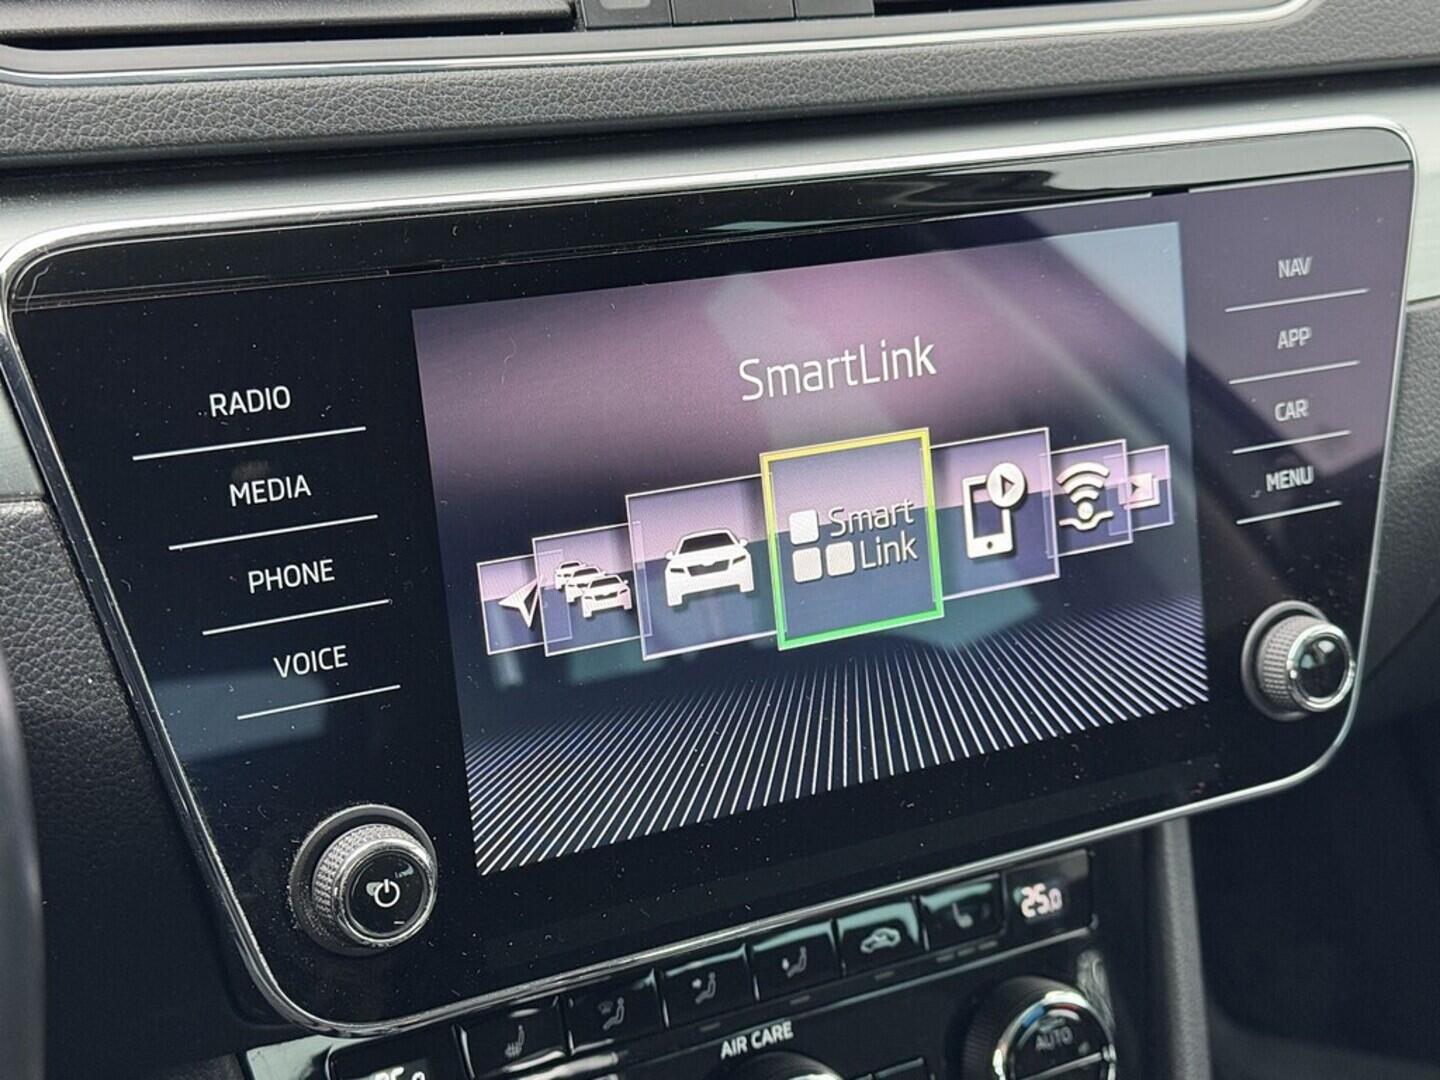 RADIO
MEDIA
PHONE
VOICE
SmartLink
Smart
Link
NAV
APP
CAR
MENU
25.0
AIR CARE
AUTO